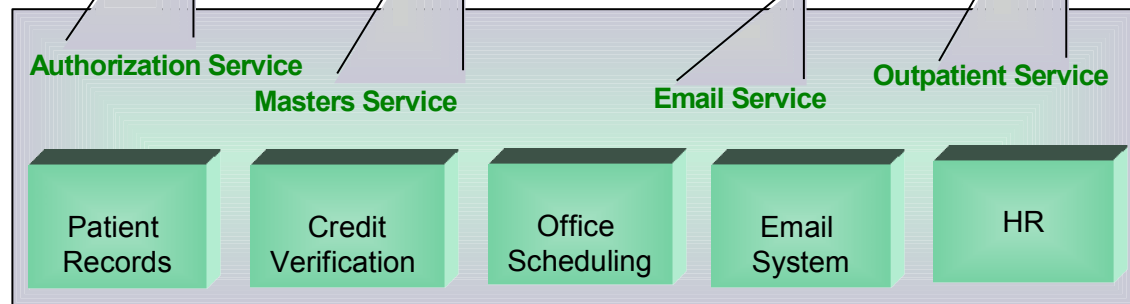 Authorization Service
Masters Service
Email Service
Outpatient Service
Patient
Records
Credit
Verification
Office
Scheduling
Email
System
HR